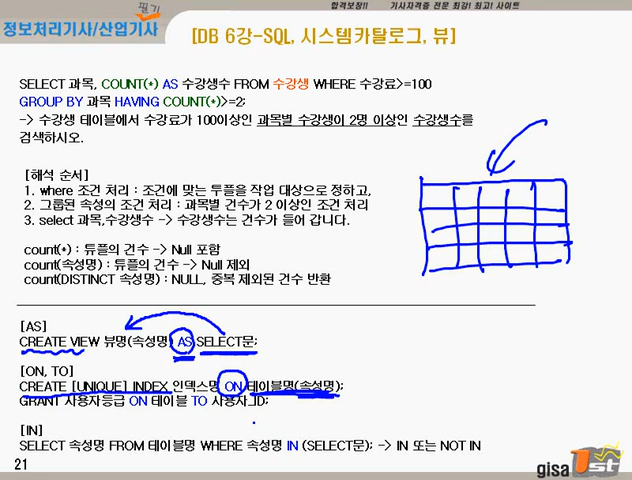 합격보장!! 기사자격증 전문 최강! 최고! 사이트
필기
정보처리기사/산업기사
[DB 6강-SQL, 시스템카탈로그, 뷰]
SELECT 과목, COUNT(*) AS 수강생수 FROM 수강생 WHERE 수강료>=100
GROUP BY 과목 HAVING COUNT(*)>=2;
-> 수강생 테이블에서 수강료가 100이상인 과목별 수강생이 2명 이상인 수강생수를
검색하시오.
[해석 순서]
1. where 조건 처리 : 조건에 맞는 투플을 작업 대상으로 정하고,
2. 그룹된 속성의 조건 처리 : 과목별 건수가 2 이상인 조건 처리
3. select 과목,수강생수 -> 수강생수는 건수가 들어 갑니다.
count(*) : 튜플의 건수 -> Null 포함
count(속성명) : 튜플의 건수 -> Null 제외
count(DISTINCT 속성명) : NULL, 중복 제외된 건수 반환
[AS]
CREATE VIEW 뷰명(속성명) AS SELECT문;
[ON, TO]
CREATE [UNIQUE] INDEX 인덱스명 ON 테이블명(속성명);
GRANT 사용자등급 ON 테이블 TO 사용자_ID;
[IN]
SELECT 속성명 FROM 테이블명 WHERE 속성명 IN (SELECT문); -> IN 또는 NOT IN
21
gisa 1st